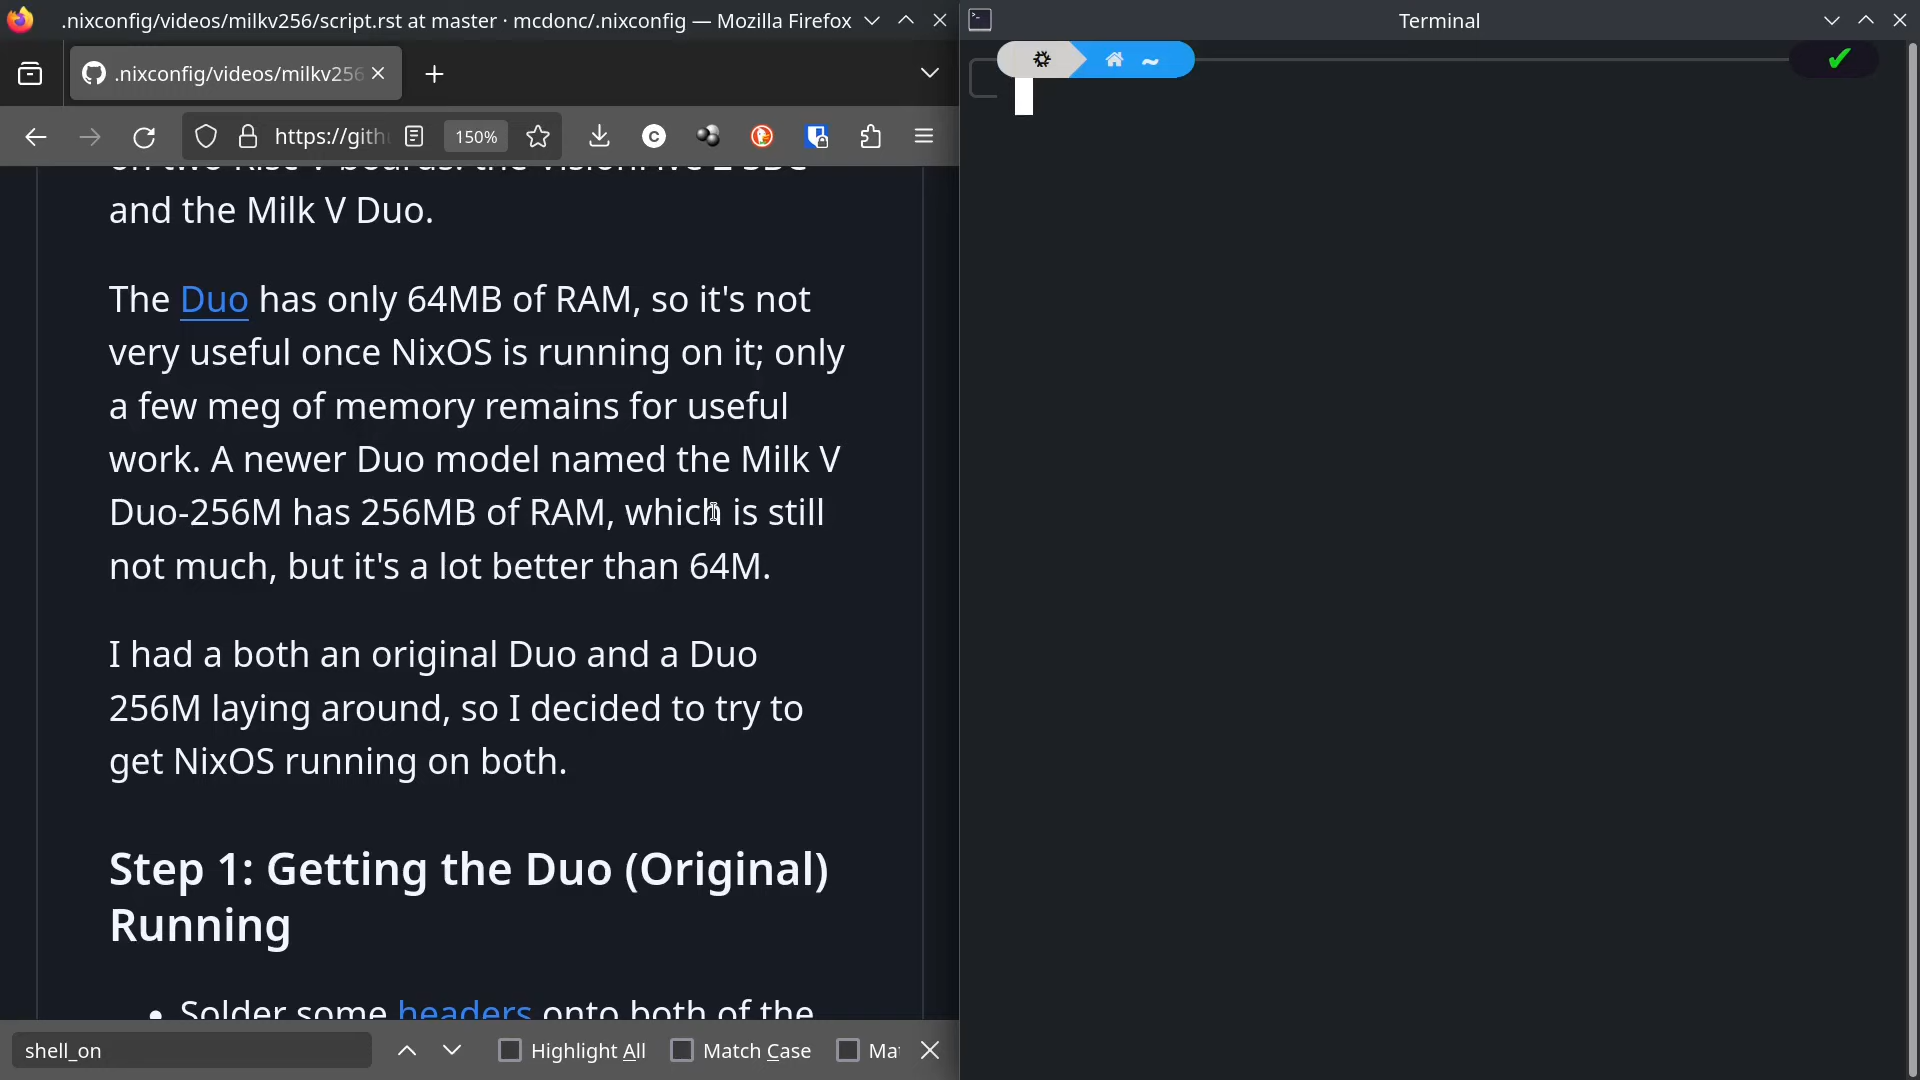 .nixconfig/videos/milkv256/script.rst at master · mcdonc/.nixconfig — Mozilla Firefox
Terminal
.nixconfig/videos/milkv256
~
https://gith
150%
and the Milk V Duo.
The Duo has only 64MB of RAM, so it's not
very useful once NixOS is running on it; only
a few meg of memory remains for useful
work. A newer Duo model named the Milk V
Duo-256M has 256MB of RAM, which is still
not much, but it's a lot better than 64M.
I had a both an original Duo and a Duo
256M laying around, so I decided to try to
get NixOS running on both.
Step 1: Getting the Duo (Original)
Running
• Solder some headers onto both of the
shell_on
Highlight All
Match Case
Ma